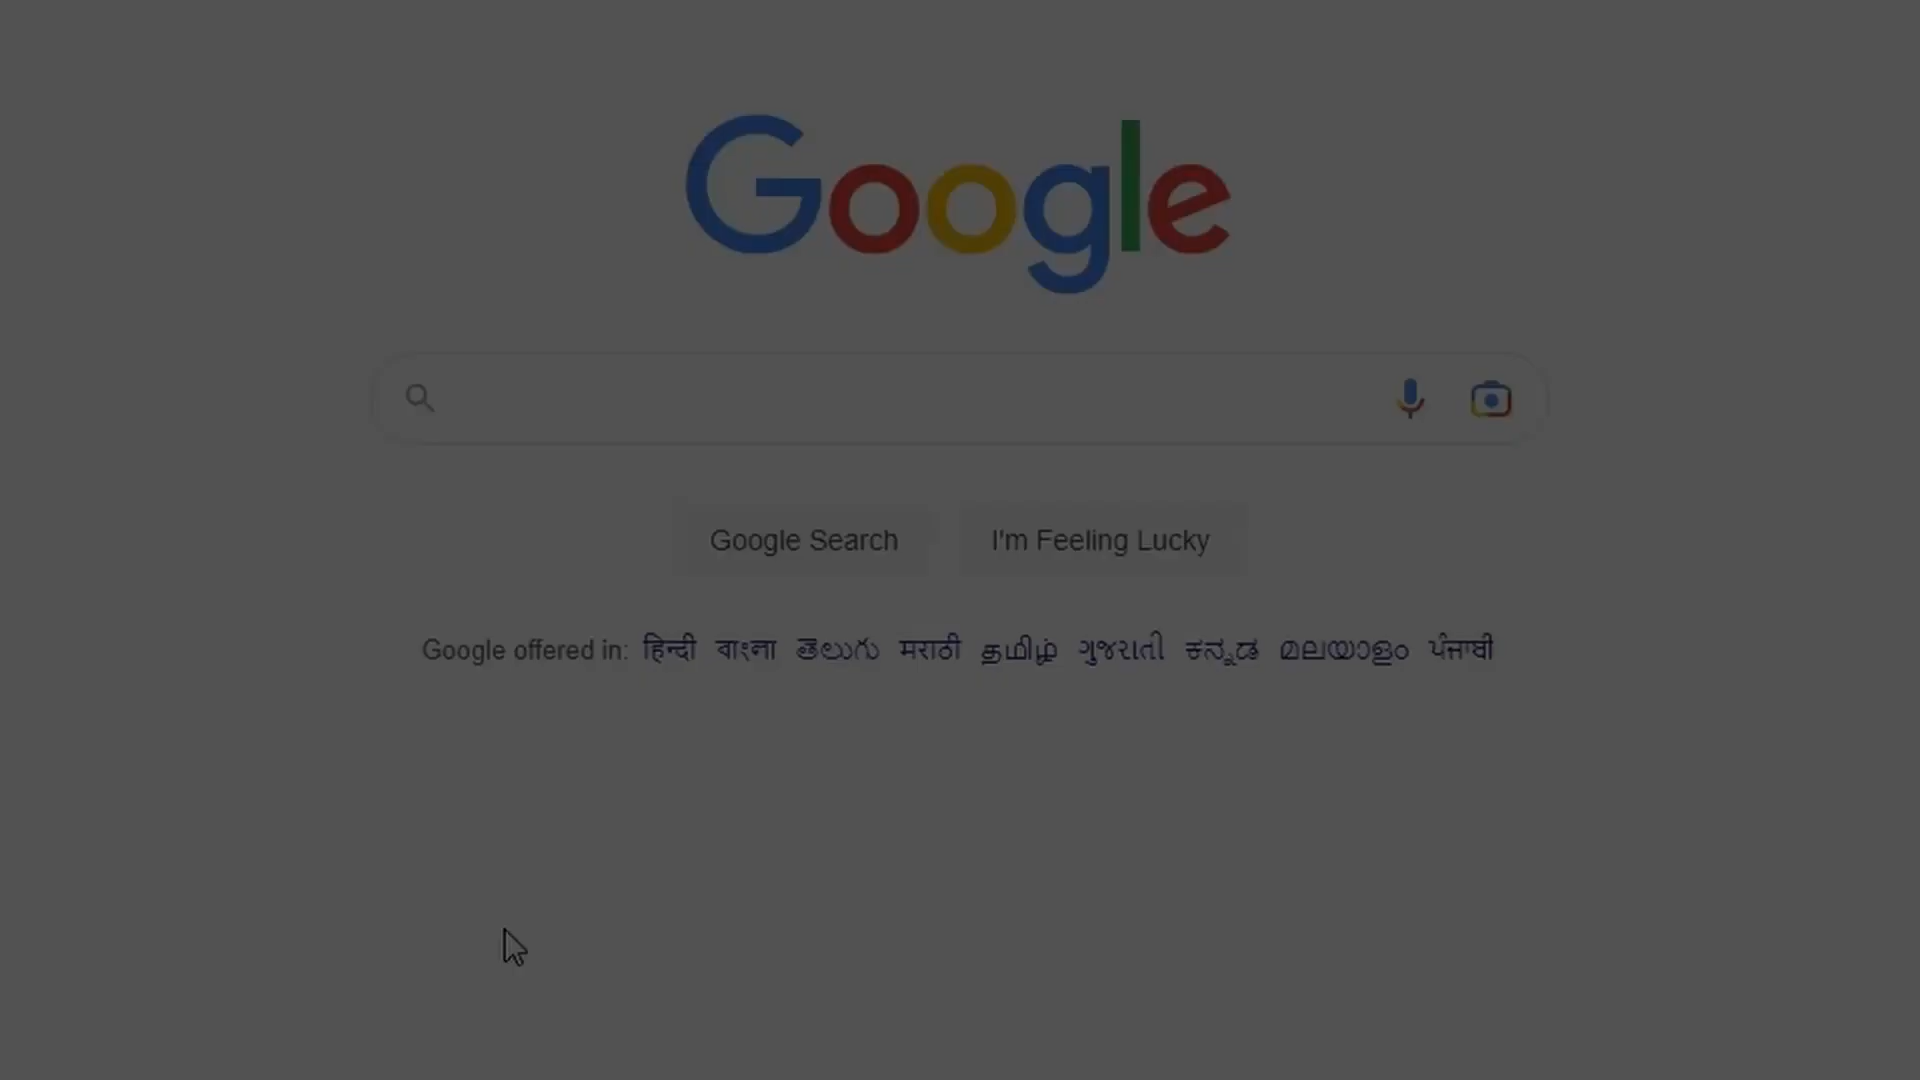 Google
Google Search
I'm Feeling Lucky
Google offered in: हिन्दी বাংলা తెలుగు मराठी தமிழ் ગુજરાતી ಕನ್ನಡ മലയാളം ਪੰਜਾਬੀ